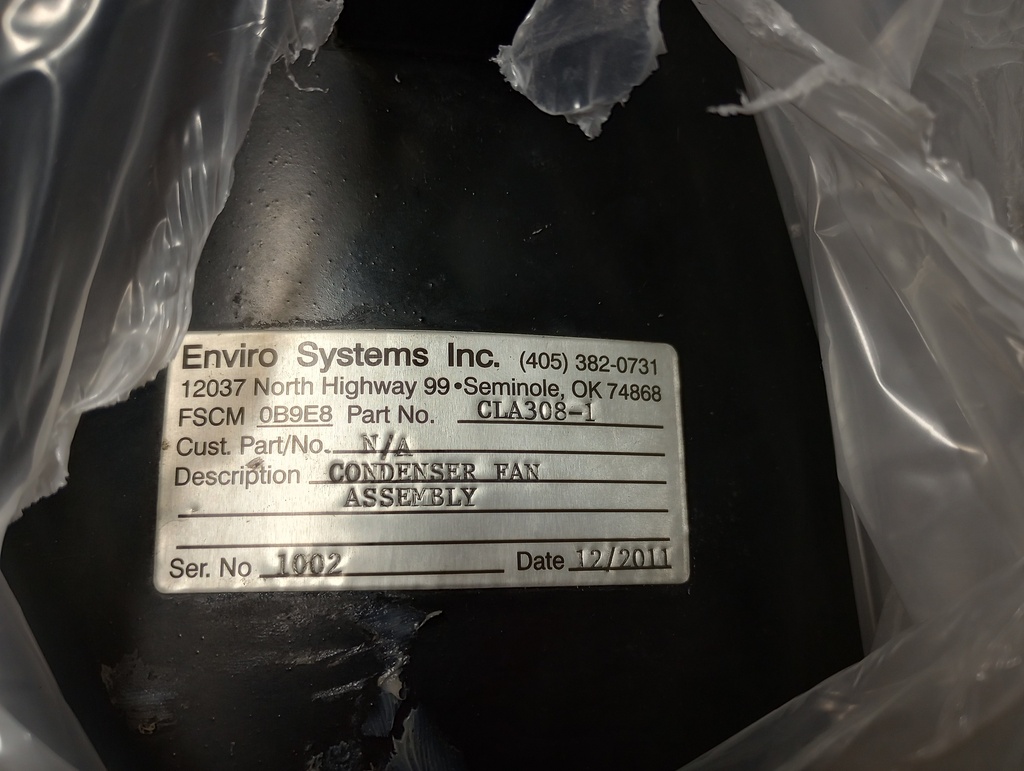 Enviro Systems Inc. (405) 382-0731
12037 North Highway 99•Seminole, OK 74868
FSCM 0B9E8 Part No. CLA308-1
Cust. Part/No. N/A
Description CONDENSER FAN
ASSEMBLY
Ser. No 1002 Date 12/2011